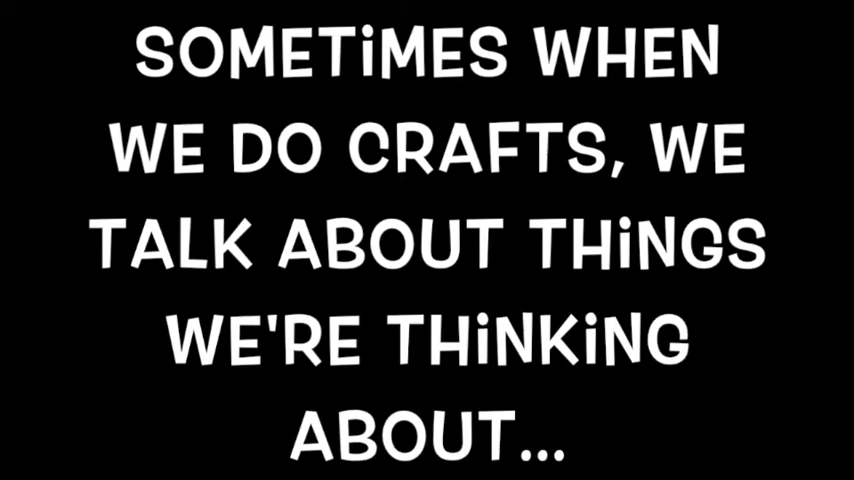 SOMETiMES WHEN
WE DO CRAFTS, WE
TALK ABOUT THiNGS
WE'RE THiNKiNG
ABOUT...